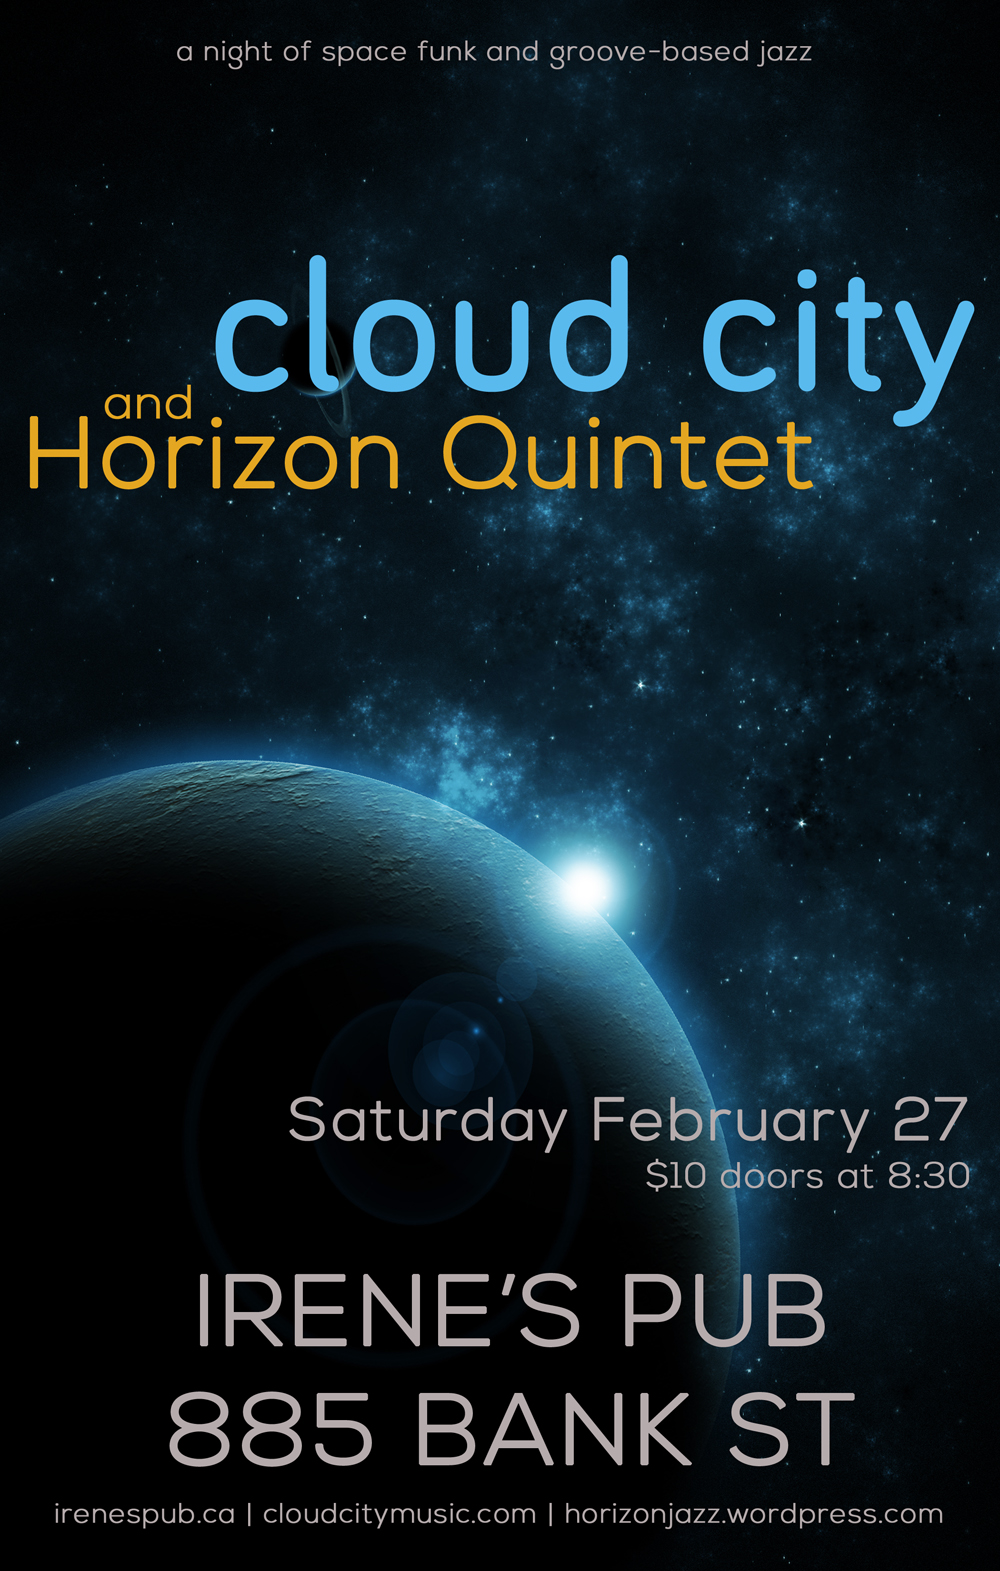 a night of space funk and groove-based jazz
cloud city
and
Horizon Quintet
Saturday February 27
$10 doors at 8:30
IRENE'S PUB
885 BANK ST
irenespub.ca | cloudcitymusic.com | horizonjazz.wordpress.com